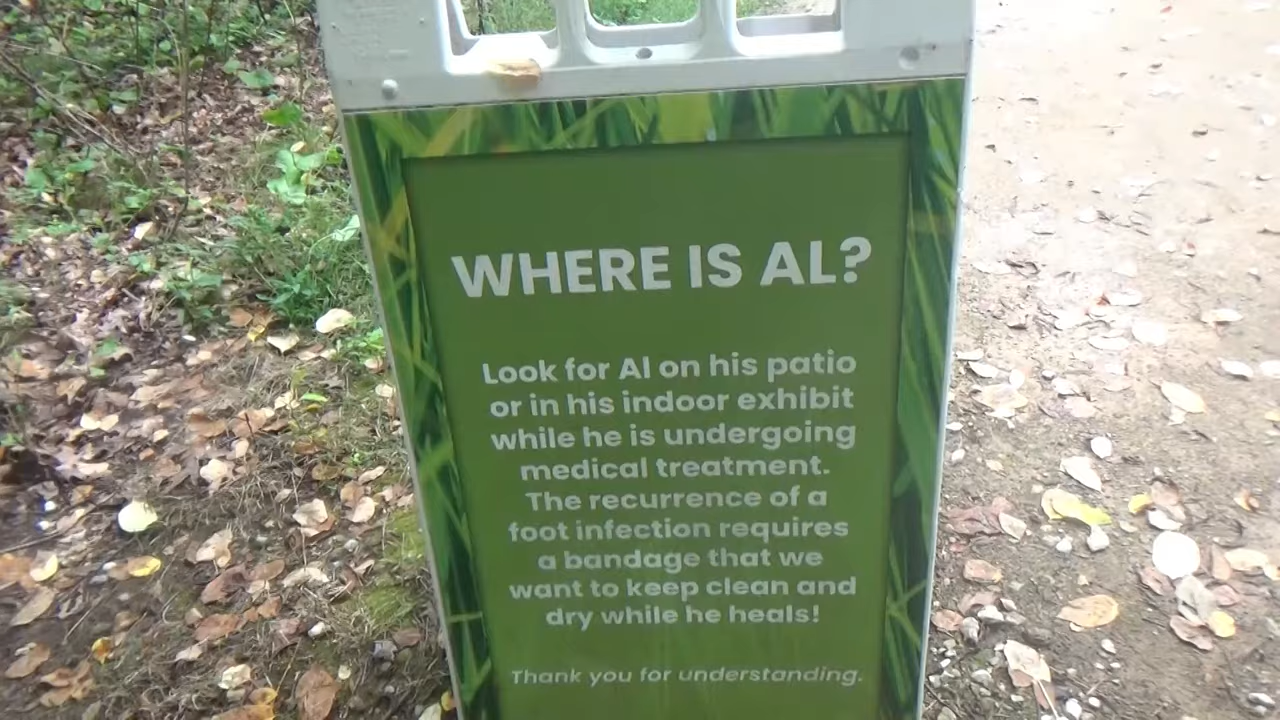 WHERE IS AL?
Look for Al on his patio
or in his indoor exhibit
while he is undergoing
medical treatment.
The recurrence of a
foot infection requires
a bandage that we
want to keep clean and
dry while he heals!
Thank you for understanding.